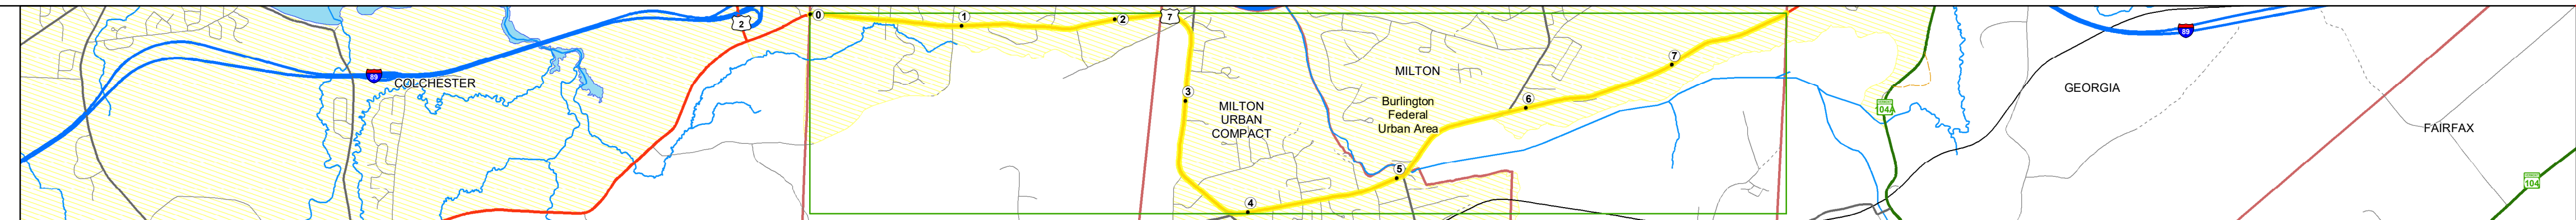 2
0
1
2
7
89
COLCHESTER
3
MILTON
URBAN
COMPACT
MILTON
Burlington
Federal
Urban Area
4
5
6
7
104A
89
GEORGIA
FAIRFAX
104